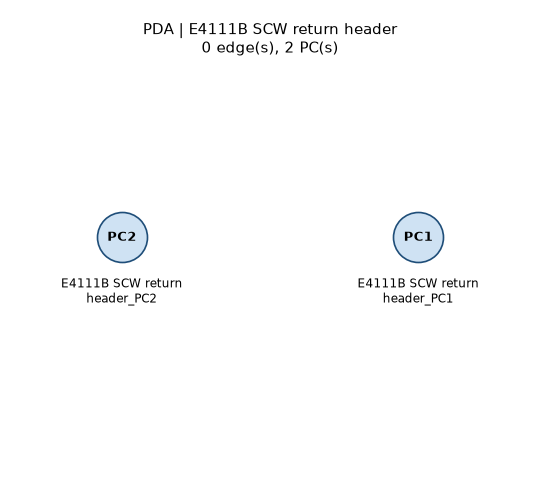 PDA | E4111B SCW return header
0 edge(s), 2 PC(s)
PC2
PC1
E4111B SCW return
header_PC2
E4111B SCW return
header_PC1